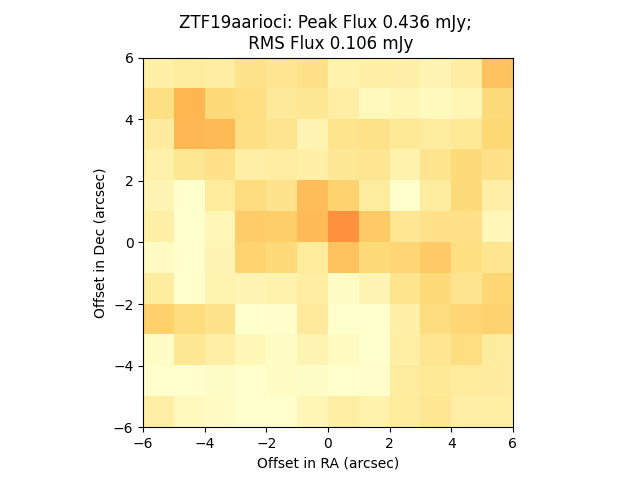 ZTF19aarioci: Peak Flux 0.436 mJy;
RMS Flux 0.106 mJy
6
4
2
0
−2
−4
−6
Offset in Dec (arcsec)
−6 −4 −2 0 2 4 6
Offset in RA (arcsec)